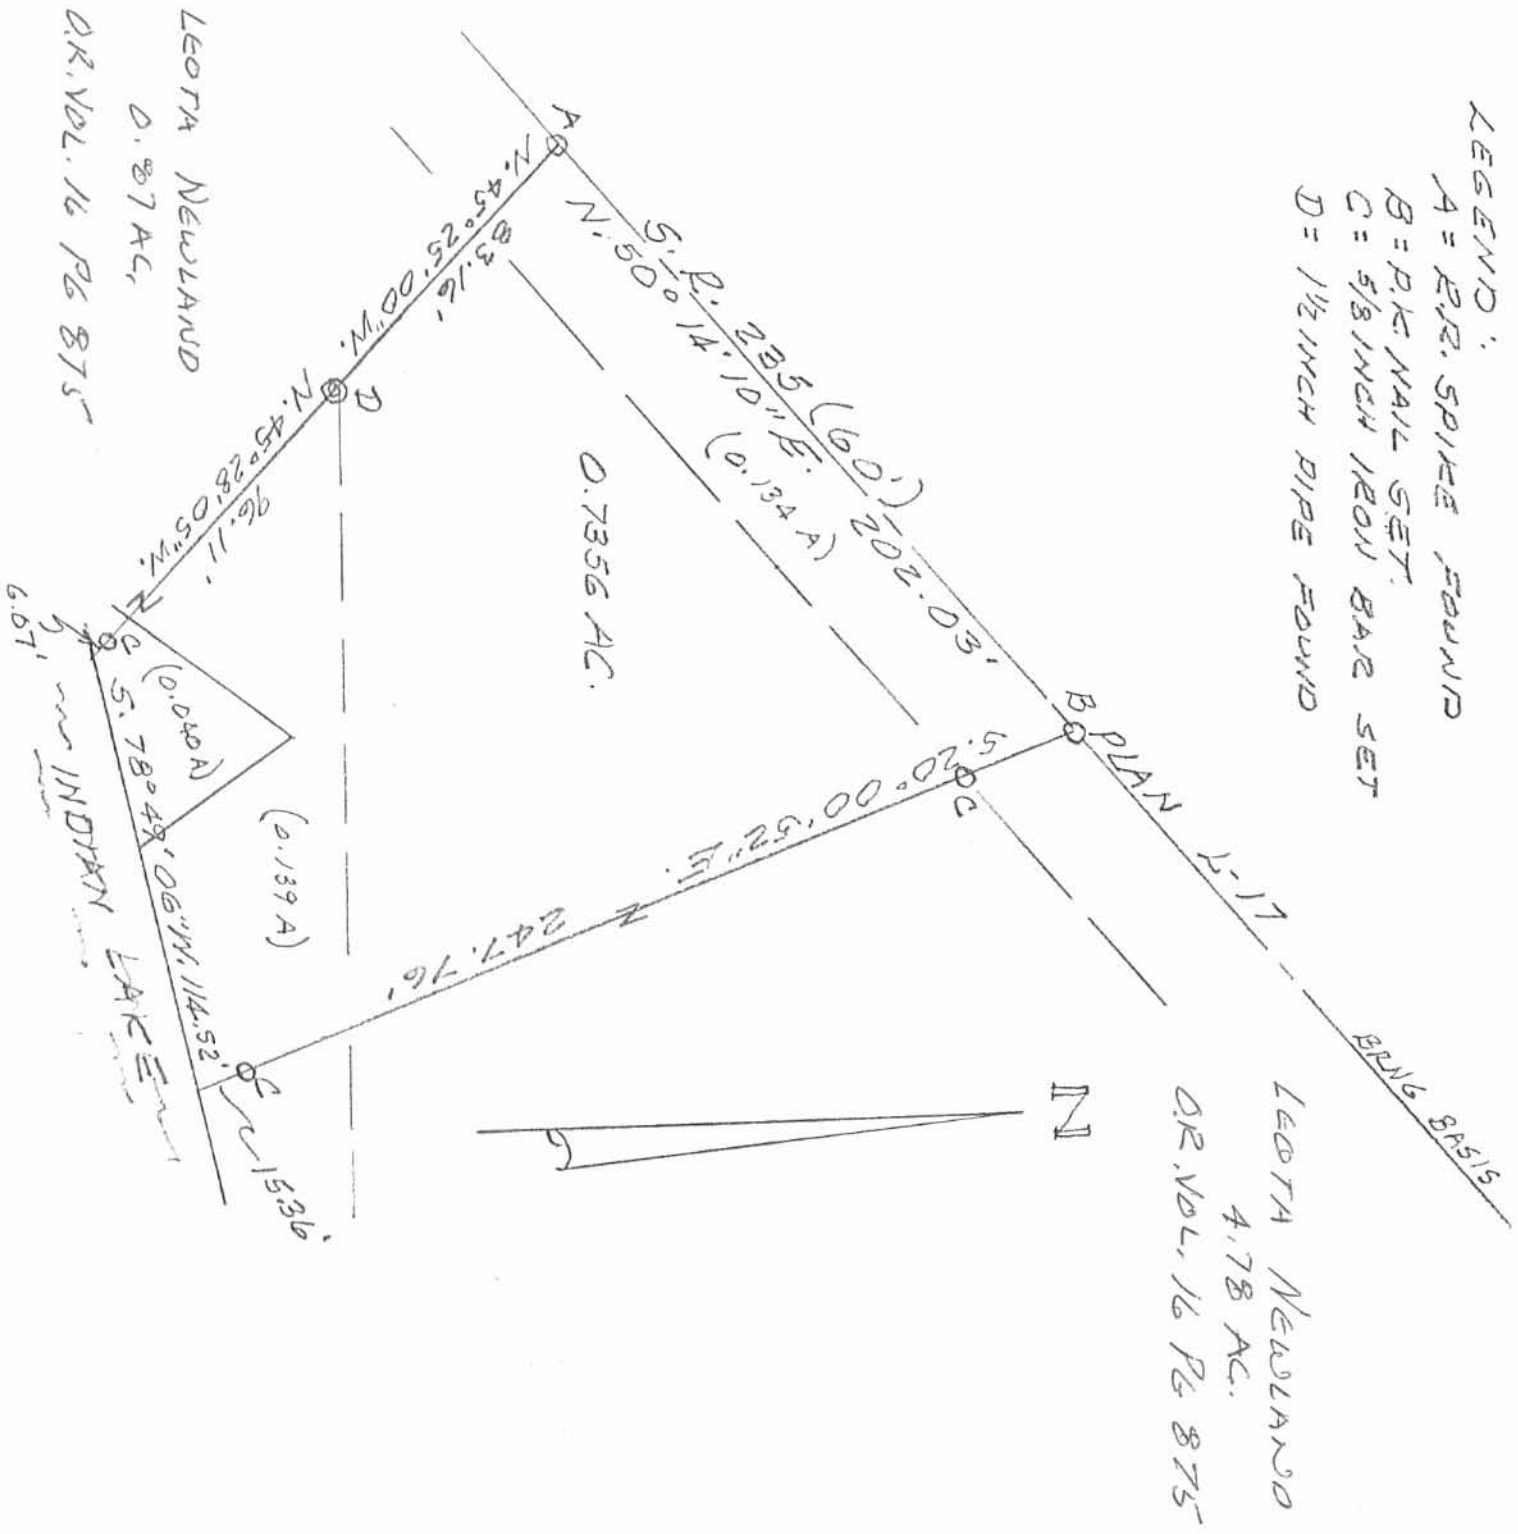 LEGEND:
A = R.R. SPIKE FOUND
B = P.K NAIL SET.
C = 5/8 INCH IRON BAR SET
D = 1 1/2 INCH PIPE FOUND
LEOTA NEWLAND
4.78 AC.
O.R. VOL. 16 PG 875
LEOTA NEWLAND
0.87 AC.
O.R. VOL. 16 PG 875
A
S. R. 235 (60')
N. 50° 14' 10" E. 202.03'
(0.134 A)
B
PLAN L-17
BRNG BASIS
C
S. 20° 00' 52" E.
247.76'
N. 45° 25' 00" W.
83.16'
D
N. 45° 28' 05" W.
96.11'
0.7356 AC.
C
6.67'
(0.040 A)
(0.139 A)
S. 78° 49' 06" W. 114.52'
INDIAN LAKE
C
15.36'
N